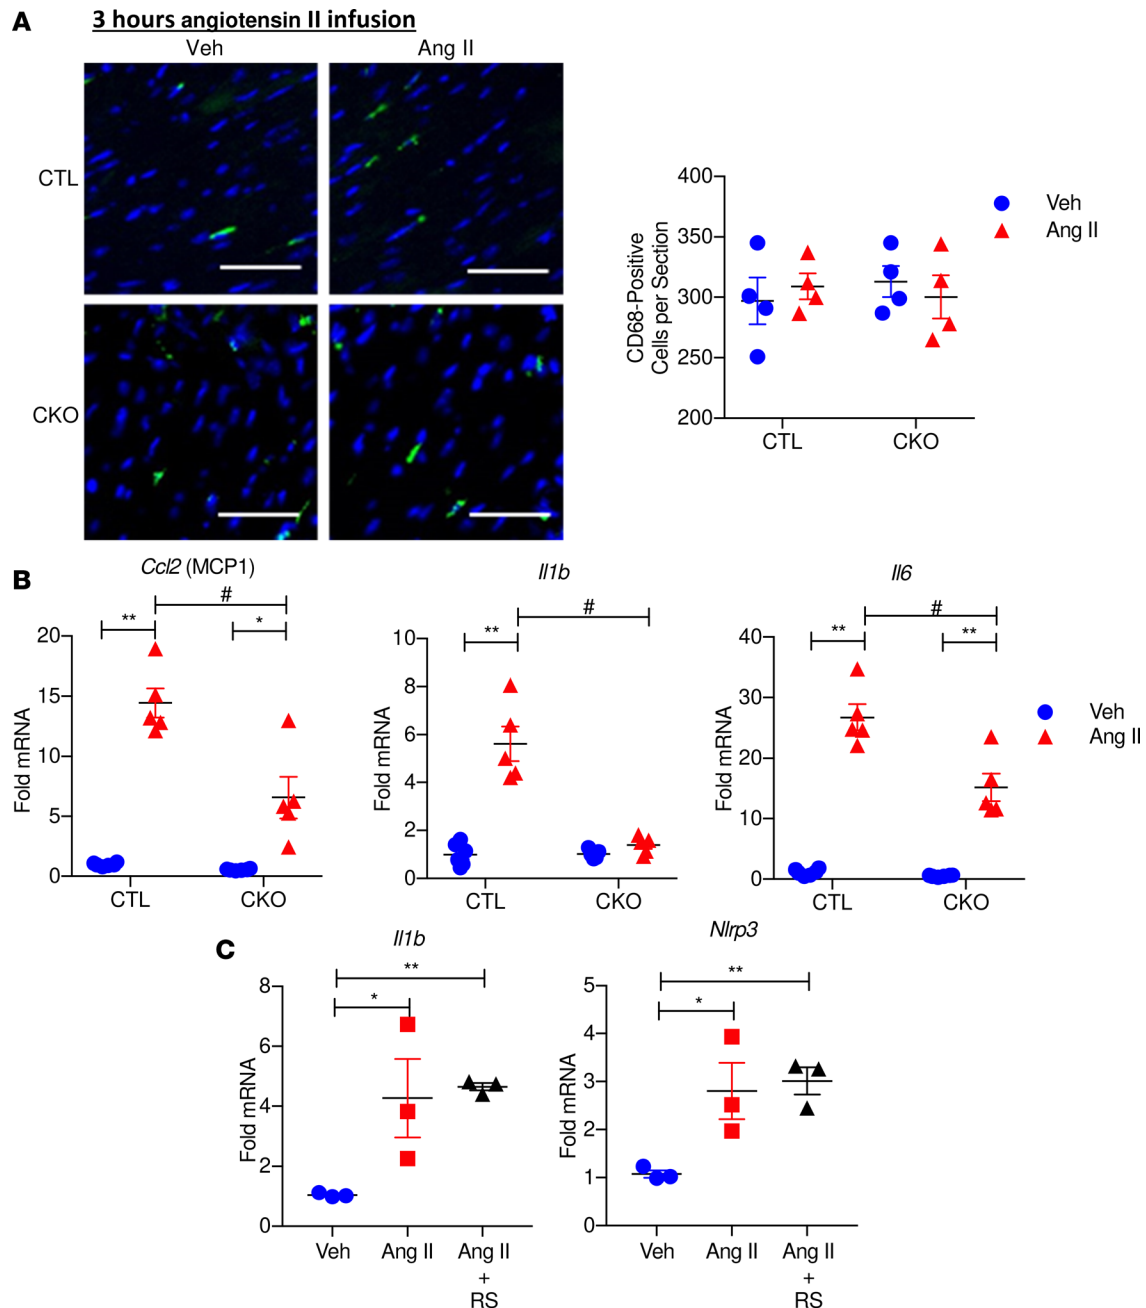 A
3 hours angiotensin II infusion
Veh
Ang II
CTL
CKO
CD68-Positive
Cells per Section
400
350
300
250
200
CTL
CKO
Veh
Ang II
B
Ccl2 (MCP1)
#
**
*
Fold mRNA
20
15
10
5
0
CTL
CKO
Il1b
#
**
Fold mRNA
10
8
6
4
2
0
CTL
CKO
Il6
#
**
**
Fold mRNA
40
30
20
10
0
CTL
CKO
Veh
Ang II
C
Il1b
**
*
Fold mRNA
8
6
4
2
0
Veh
Ang II
Ang II
+
RS
Nlrp3
**
*
Fold mRNA
5
4
3
2
1
0
Veh
Ang II
Ang II
+
RS